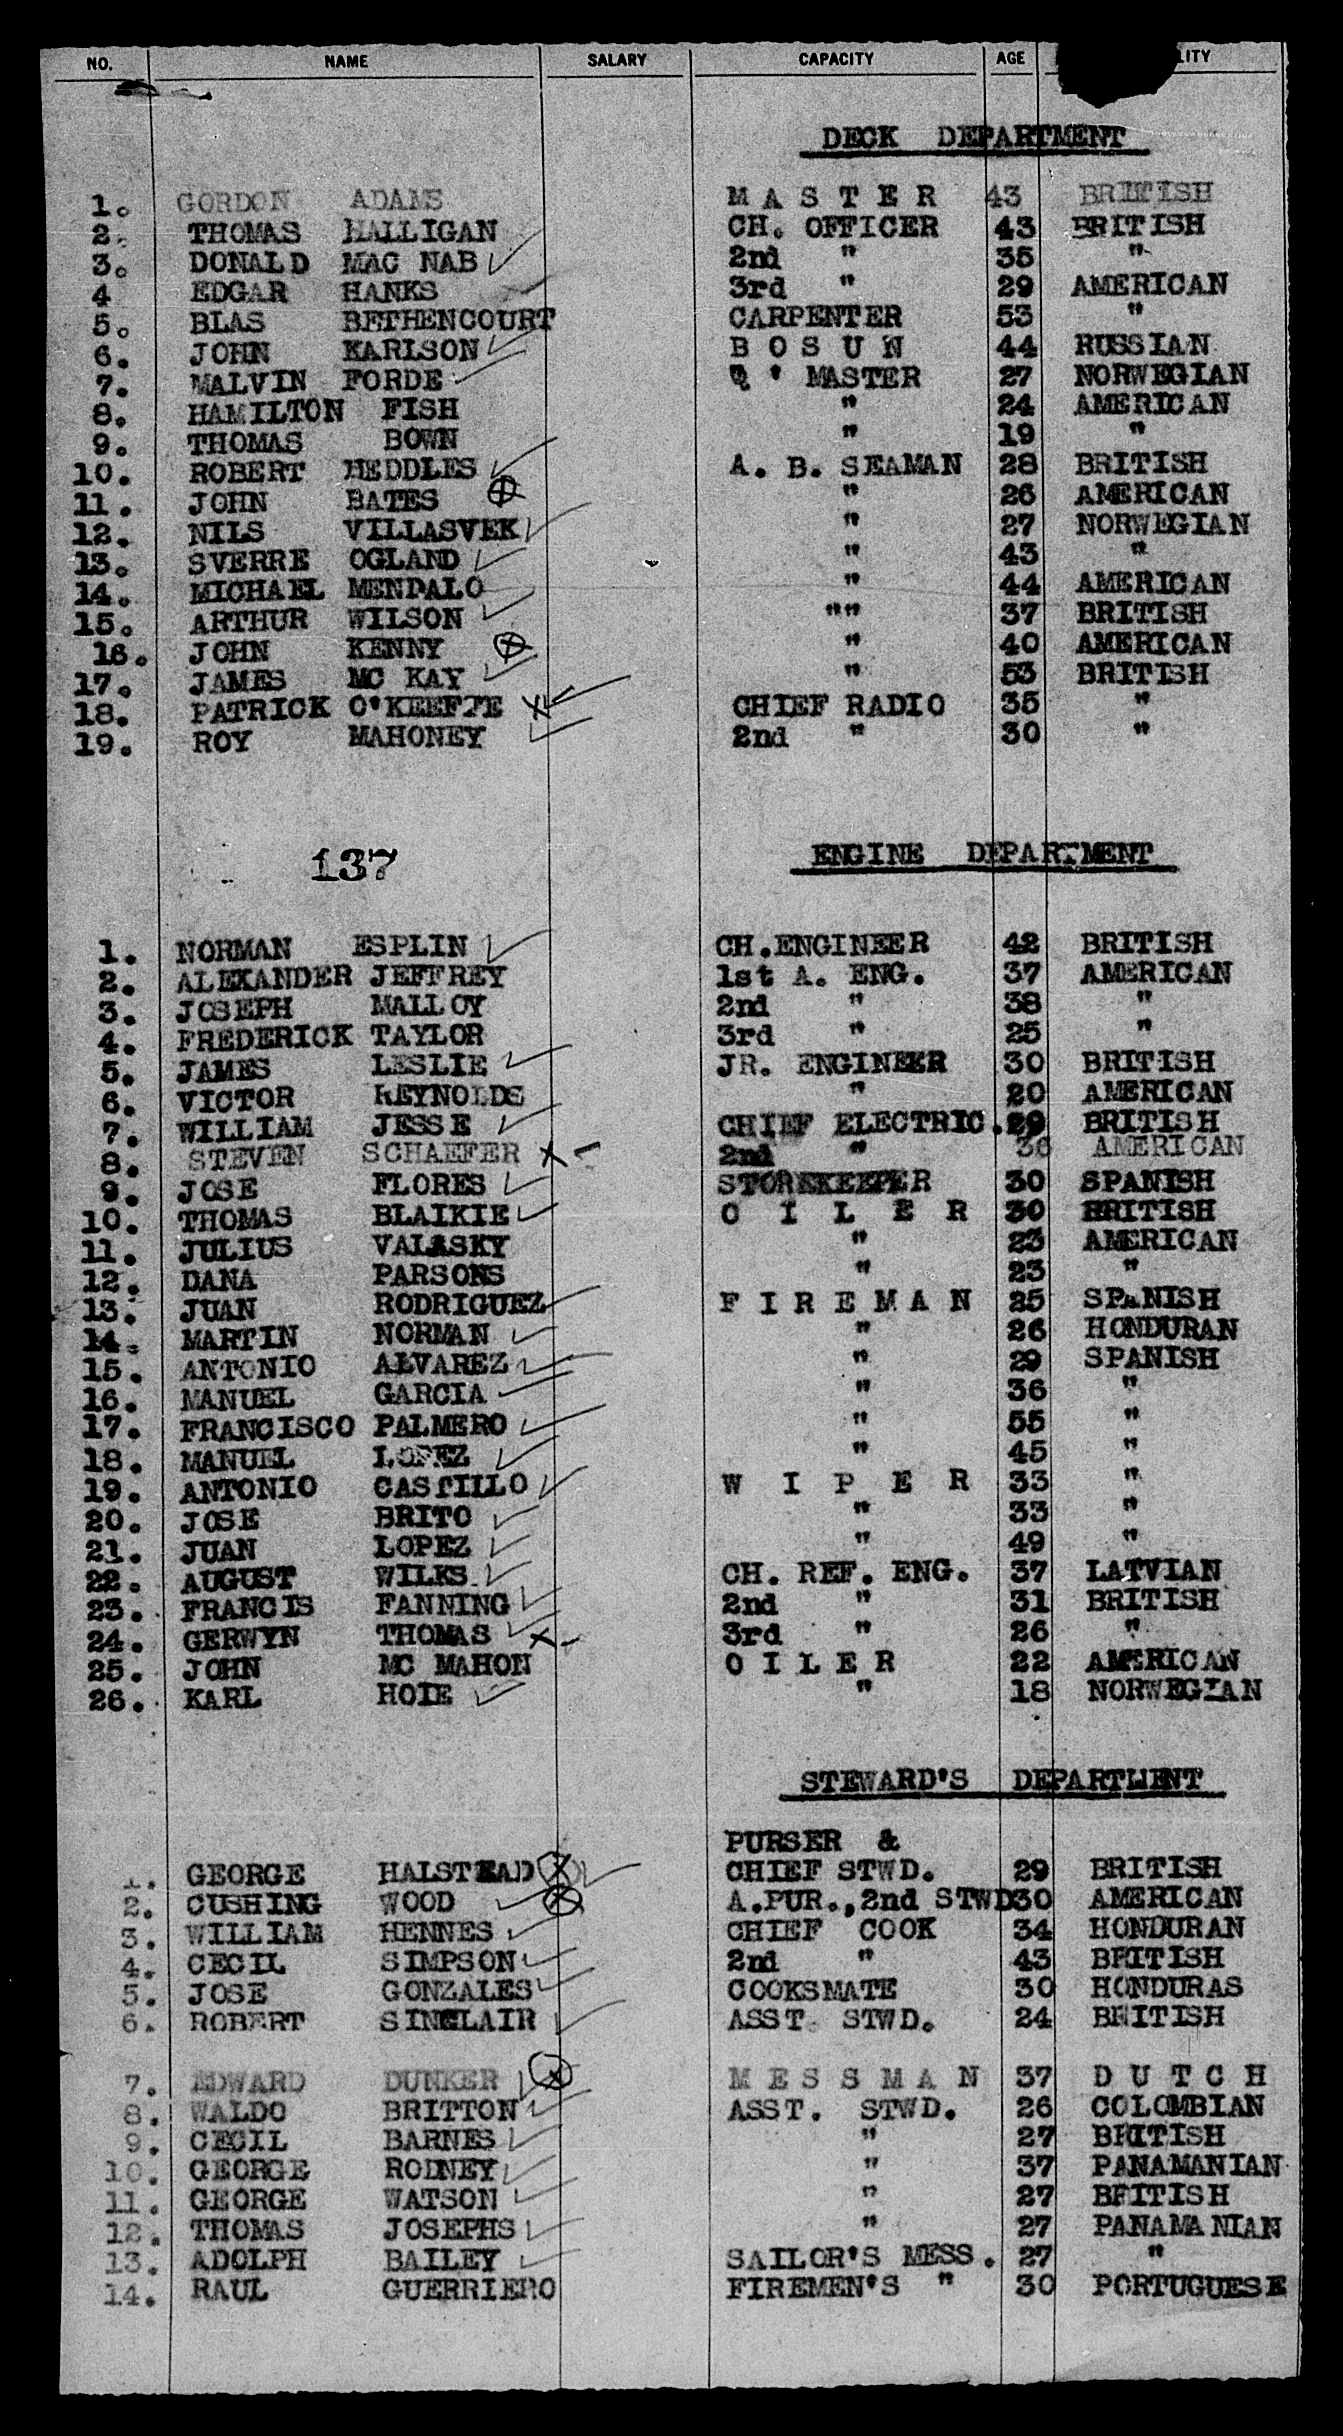 NO. NAME SALARY CAPACITY AGE LITY
DECK DEPARTMENT
1. GORDON ADAMS MASTER 43 BRITISH
2. THOMAS HALLIGAN CH. OFFICER 43 BRITISH
3. DONALD MAC NAB 2nd " 35 "
4 EDGAR HANKS 3rd " 29 AMERICAN
5. BLAS BETHENCOURT CARPENTER 53 "
6. JOHN KARLSON BOSUN 44 RUSSIAN
7. MALVIN FORDE Q ' MASTER 27 NORWEGIAN
8. HAMILTON FISH " 24 AMERICAN
9. THOMAS BOWN " 19 "
10. ROBERT HEDDLES A. B. SEAMAN 28 BRITISH
11. JOHN BATES " 26 AMERICAN
12. NILS VILLASVEK " 27 NORWEGIAN
13. SVERRE OGLAND " 43 "
14. MICHAEL MENDALO " 44 AMERICAN
15. ARTHUR WILSON "" 37 BRITISH
16. JOHN KENNY " 40 AMERICAN
17. JAMES MC KAY " 53 BRITISH
18. PATRICK O'KEEFFE CHIEF RADIO 35 "
19. ROY MAHONEY 2nd " 30 "
137 ENGINE DEPARTMENT
1. NORMAN ESPLIN CH.ENGINEER 42 BRITISH
2. ALEXANDER JEFFREY 1st A. ENG. 37 AMERICAN
3. JOSEPH MALLOY 2nd " 38 "
4. FREDERICK TAYLOR 3rd " 25 "
5. JAMES LESLIE JR. ENGINEER 30 BRITISH
6. VICTOR REYNOLDS " 20 AMERICAN
7. WILLIAM JESSE CHIEF ELECTRIC. 29 BRITISH
8. STEVEN SCHAEFER X - 2nd " 36 AMERICAN
9. JOSE FLORES STOREKEEPER 30 SPANISH
10. THOMAS BLAIKIE OILER 30 BRITISH
11. JULIUS VALASKY " 23 AMERICAN
12. DANA PARSONS " 23 "
13. JUAN RODRIGUEZ FIREMAN 25 SPANISH
14. MARTIN NORMAN " 26 HONDURAN
15. ANTONIO ALVAREZ " 29 SPANISH
16. MANUEL GARCIA " 36 "
17. FRANCISCO PALMERO " 55 "
18. MANUEL LOPEZ " 45 "
19. ANTONIO CASTILLO WIPER 33 "
20. JOSE BRITO " 33 "
21. JUAN LOPEZ " 49 "
22. AUGUST WILKS CH. REF. ENG. 37 LATVIAN
23. FRANCIS FANNING 2nd " 31 BRITISH
24. GERWYN THOMAS X - 3rd " 26 "
25. JOHN MC MAHON OILER 22 AMERICAN
26. KARL HOIE " 18 NORWEGIAN
STEWARD'S DEPARTMENT
PURSER &
1. GEORGE HALSTEAD CHIEF STWD. 29 BRITISH
2. CUSHING WOOD A.PUR.,2nd STWD 30 AMERICAN
3. WILLIAM HENNES CHIEF COOK 34 HONDURAN
4. CECIL SIMPSON 2nd " 43 BRITISH
5. JOSE GONZALES COOKSMATE 30 HONDURAS
6. ROBERT SINCLAIR ASST. STWD. 24 BRITISH
7. EDWARD DUNKER MESSMAN 37 DUTCH
8. WALDO BRITTON ASST. STWD. 26 COLOMBIAN
9. CECIL BARNES " 27 BRITISH
10. GEORGE RODNEY " 37 PANAMANIAN
11. GEORGE WATSON " 27 BRITISH
12. THOMAS JOSEPHS " 27 PANAMANIAN
13. ADOLPH BAILEY SAILOR'S MESS. 27 "
14. RAUL GUERRIERO FIREMEN'S " 30 PORTUGUESE